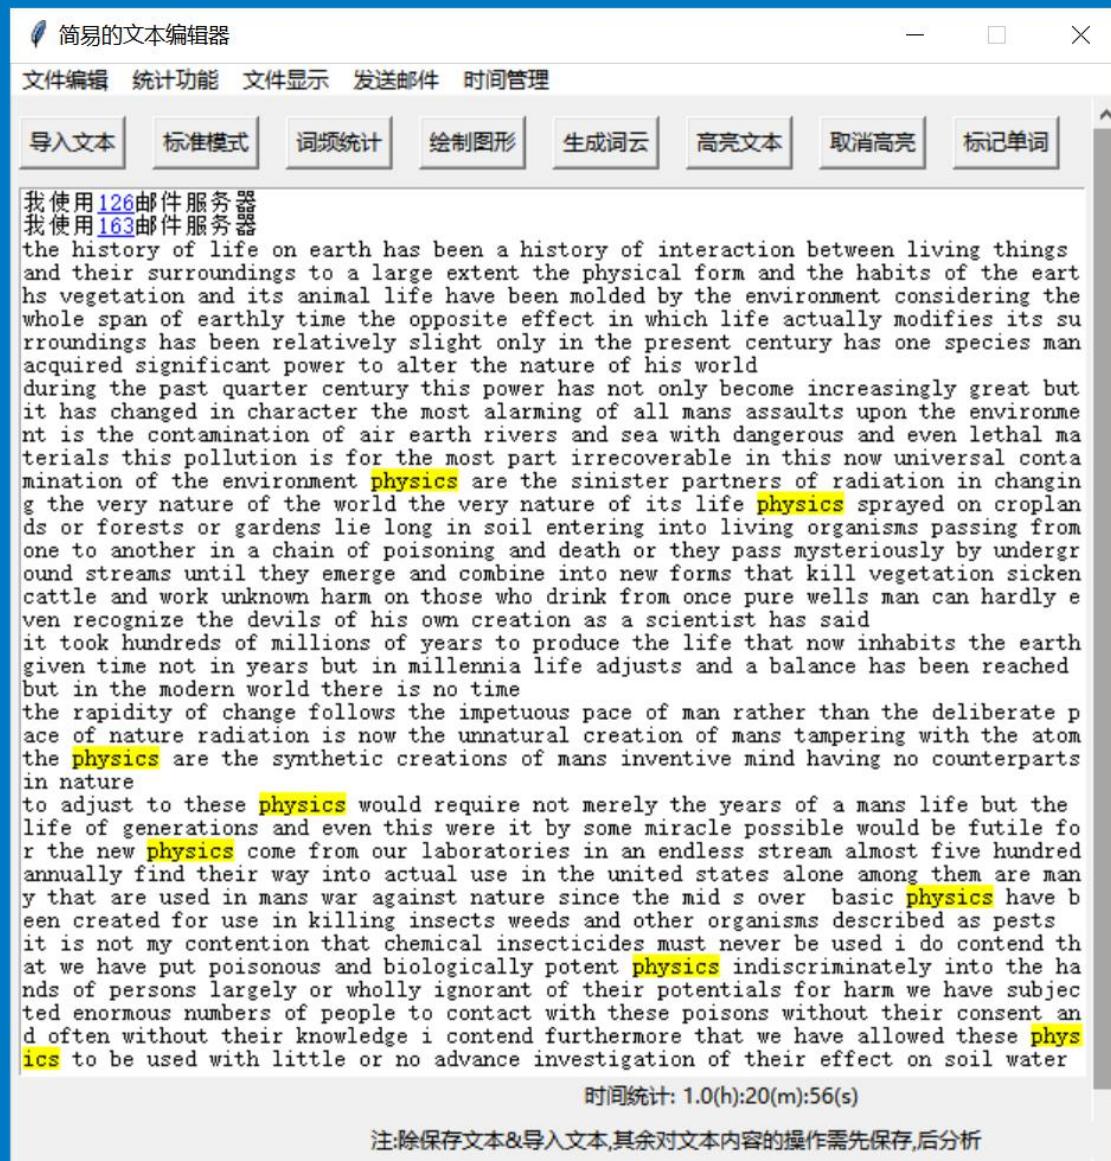 简易的文本编辑器
文件编辑 统计功能 文件显示 发送邮件 时间管理
导入文本 标准模式 词频统计 绘制图形 生成词云 高亮文本 取消高亮 标记单词
我使用126邮件服务器
我使用163邮件服务器
the history of life on earth has been a history of interaction between living things
and their surroundings to a large extent the physical form and the habits of the eart
hs vegetation and its animal life have been molded by the environment considering the
whole span of earthly time the opposite effect in which life actually modifies its su
rroundings has been relatively slight only in the present century has one species man
acquired significant power to alter the nature of his world
during the past quarter century this power has not only become increasingly great but
it has changed in character the most alarming of all mans assaults upon the environme
nt is the contamination of air earth rivers and sea with dangerous and even lethal ma
terials this pollution is for the most part irrecoverable in this now universal conta
mination of the environment physics are the sinister partners of radiation in changin
g the very nature of the world the very nature of its life physics sprayed on croplan
ds or forests or gardens lie long in soil entering into living organisms passing from
one to another in a chain of poisoning and death or they pass mysteriously by undergr
ound streams until they emerge and combine into new forms that kill vegetation sicken
cattle and work unknown harm on those who drink from once pure wells man can hardly e
ven recognize the devils of his own creation as a scientist has said
it took hundreds of millions of years to produce the life that now inhabits the earth
given time not in years but in millennia life adjusts and a balance has been reached
but in the modern world there is no time
the rapidity of change follows the impetuous pace of man rather than the deliberate p
ace of nature radiation is now the unnatural creation of mans tampering with the atom
the physics are the synthetic creations of mans inventive mind having no counterparts
in nature
to adjust to these physics would require not merely the years of a mans life but the
life of generations and even this were it by some miracle possible would be futile fo
r the new physics come from our laboratories in an endless stream almost five hundred
annually find their way into actual use in the united states alone among them are man
y that are used in mans war against nature since the mid s over  basic physics have b
een created for use in killing insects weeds and other organisms described as pests
it is not my contention that chemical insecticides must never be used i do contend th
at we have put poisonous and biologically potent physics indiscriminately into the ha
nds of persons largely or wholly ignorant of their potentials for harm we have subjec
ted enormous numbers of people to contact with these poisons without their consent an
d often without their knowledge i contend furthermore that we have allowed these phys
ics to be used with little or no advance investigation of their effect on soil water
时间统计: 1.0(h):20(m):56(s)
注:除保存文本&导入文本,其余对文本内容的操作需先保存,后分析